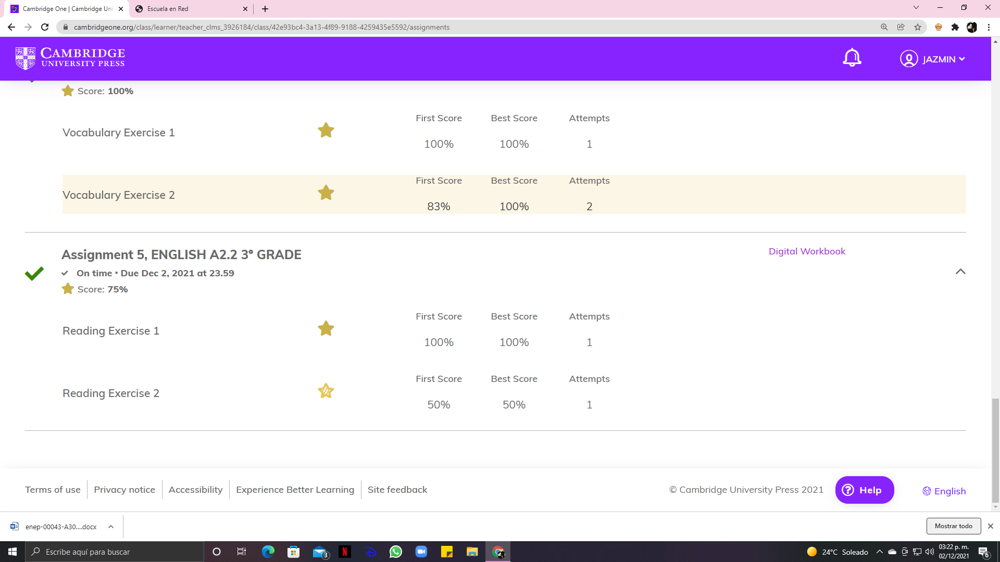 Cambridge One | Cambridge Uni
Escuela en Red
cambridgeone.org/class/learner/teacher_clms_3926184/class/42e93bc4-3a13-4f89-9188-4259435e5592/assignments
CAMBRIDGE
UNIVERSITY PRESS
JAZMIN
Score: 100%
First Score Best Score Attempts
Vocabulary Exercise 1
100% 100% 1
First Score Best Score Attempts
Vocabulary Exercise 2
83% 100% 2
Assignment 5, ENGLISH A2.2 3° GRADE
Digital Workbook
On time · Due Dec 2, 2021 at 23.59
Score: 75%
First Score Best Score Attempts
Reading Exercise 1
100% 100% 1
First Score Best Score Attempts
Reading Exercise 2
50% 50% 1
Terms of use Privacy notice Accessibility Experience Better Learning Site feedback
© Cambridge University Press 2021
Help
English
enep-00043-A30....docx
Mostrar todo
Escribe aquí para buscar
3
24°C Soleado
03:22 p. m.
02/12/2021
6